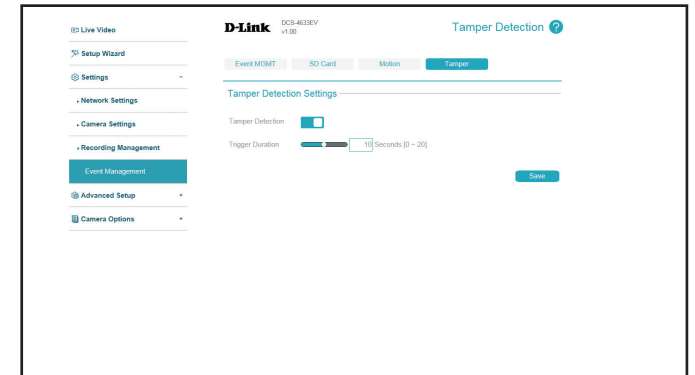 Live Video
Setup Wizard
Settings -
Network Settings
Camera Settings
Recording Management
Event Management
Advanced Setup
Camera Options
D-Link DCS-4633EV
v1.00
Tamper Detection ?
Event MGMT SD Card Motion Tamper
Tamper Detection Settings
Tamper Detection
Trigger Duration 10 Seconds [0 ~ 20]
Save